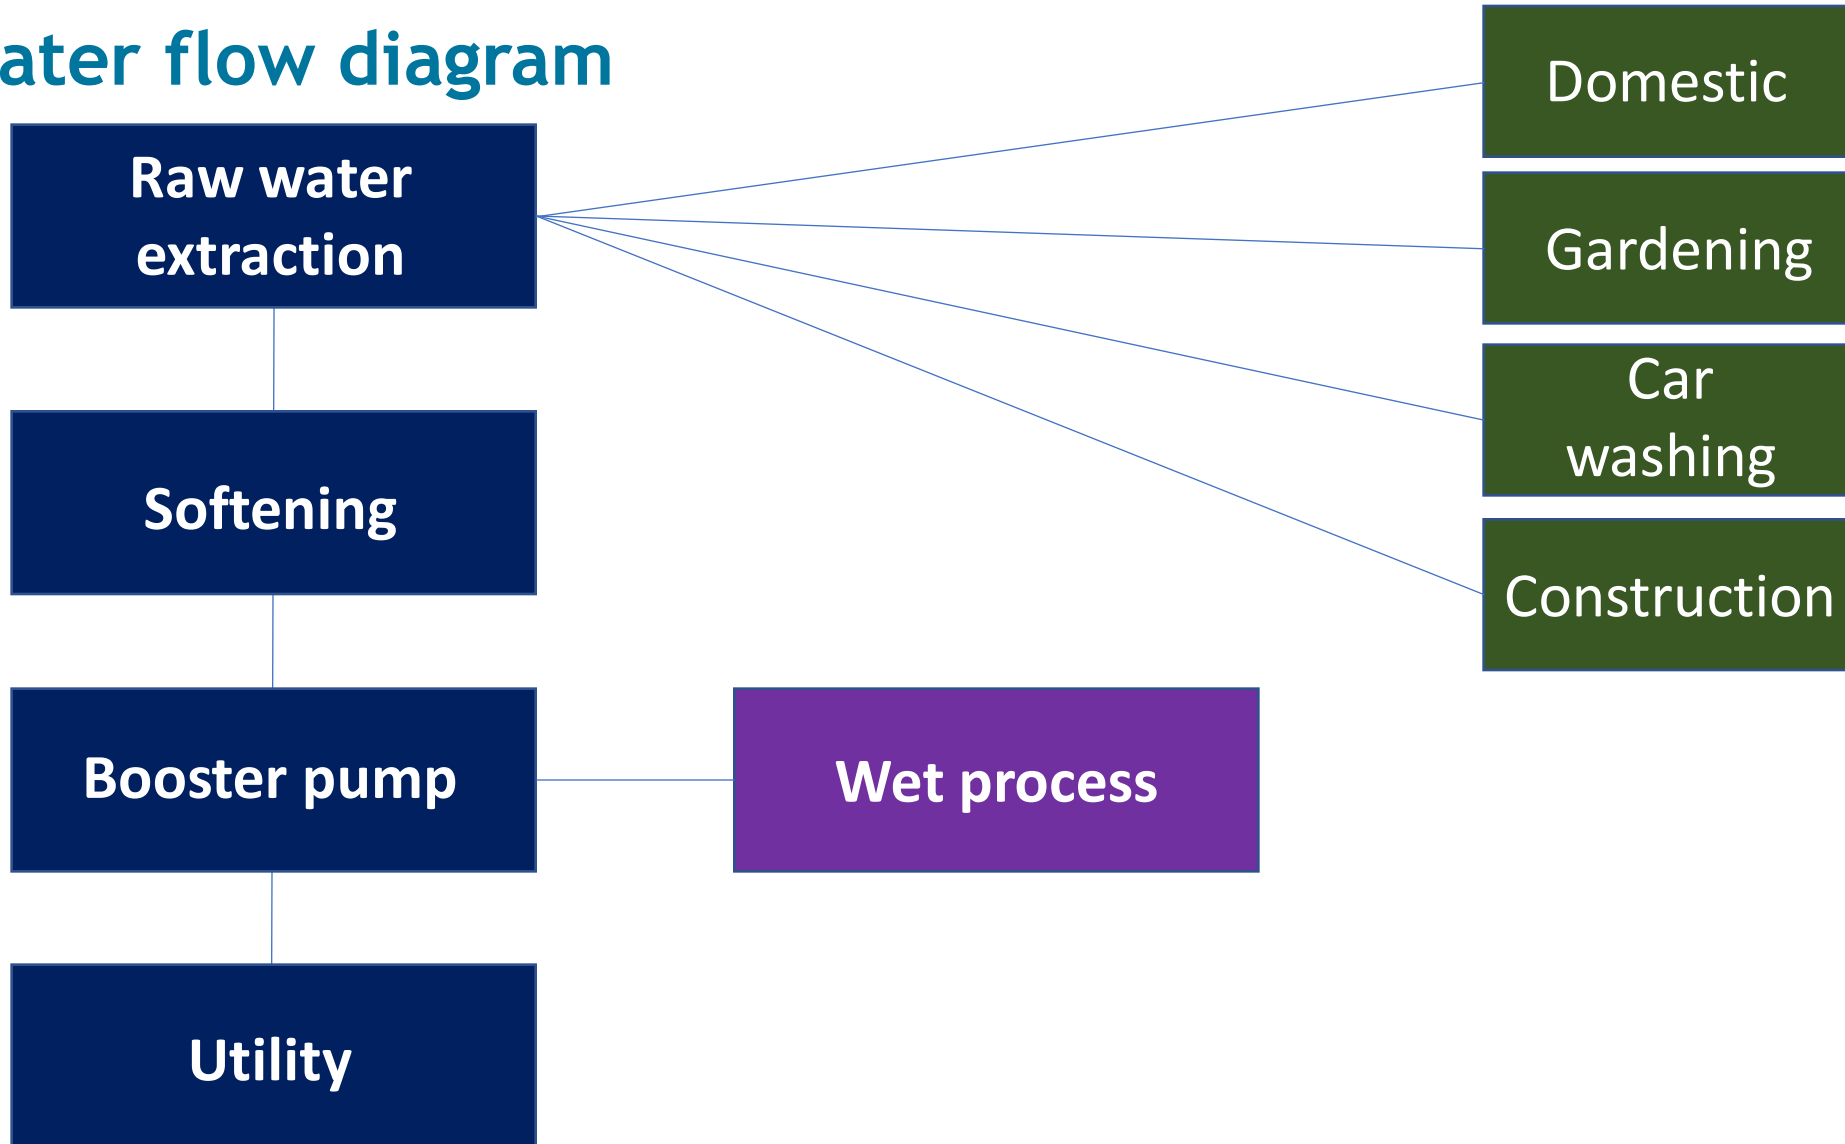 ater flow diagram
Raw water
extraction
Softening
Booster pump
Utility
Wet process
Domestic
Gardening
Car
washing
Construction